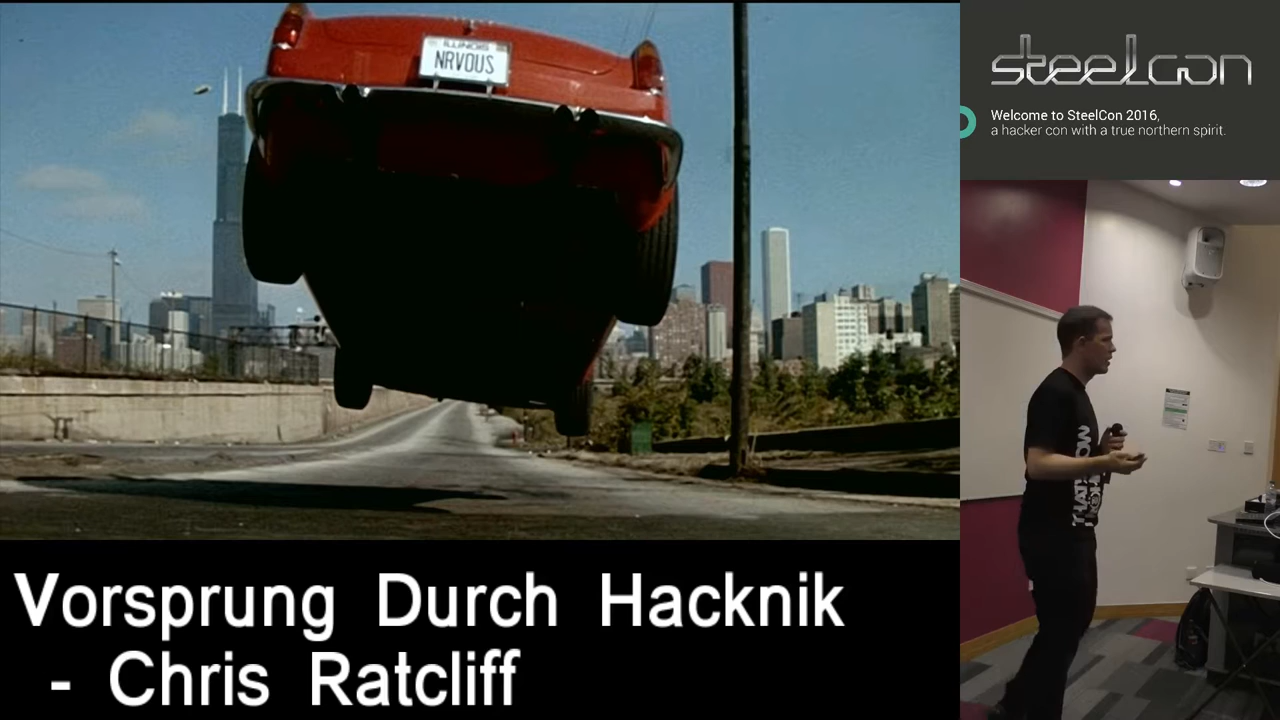 ILLINOIS
NRVOUS
steelcon
Welcome to SteelCon 2016,
a hacker con with a true northern spirit.
Vorsprung Durch Hacknik
- Chris Ratcliff